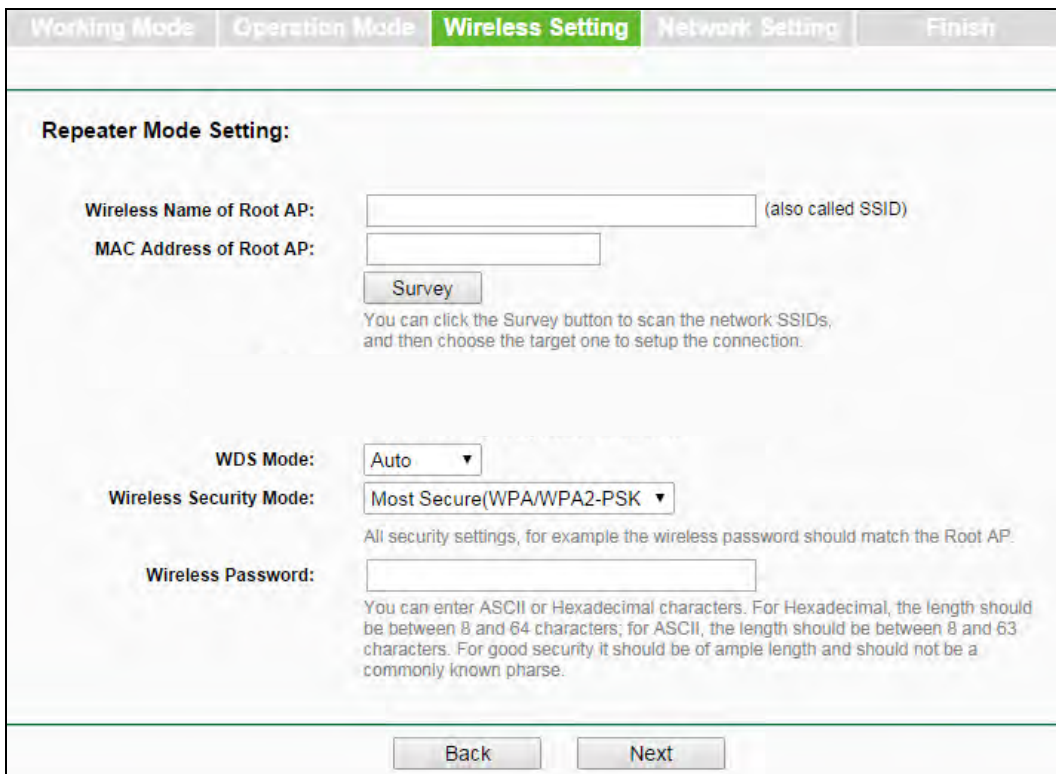 Working Mode Operation Mode Wireless Setting Network Setting Finish
Repeater Mode Setting:
Wireless Name of Root AP: (also called SSID)
MAC Address of Root AP:
Survey
You can click the Survey button to scan the network SSIDs,
and then choose the target one to setup the connection.
WDS Mode: Auto
Wireless Security Mode: Most Secure(WPA/WPA2-PSK
All security settings, for example the wireless password should match the Root AP.
Wireless Password:
You can enter ASCII or Hexadecimal characters. For Hexadecimal, the length should
be between 8 and 64 characters; for ASCII, the length should be between 8 and 63
characters. For good security it should be of ample length and should not be a
commonly known pharse.
Back Next